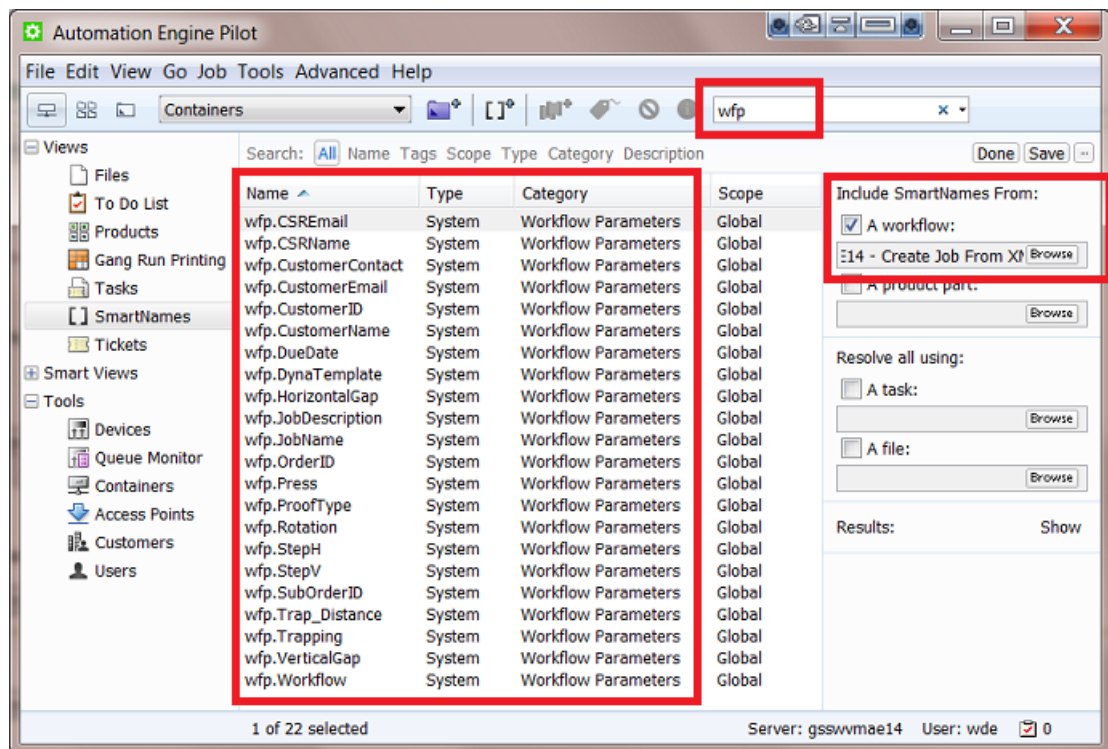 Automation Engine Pilot
File Edit View Go Job Tools Advanced Help
Containers
wfp
Views
Files
To Do List
Products
Gang Run Printing
Tasks
[ ] SmartNames
Tickets
Smart Views
Tools
Devices
Queue Monitor
Containers
Access Points
Customers
Users
Search: All Name Tags Scope Type Category Description Done Save
Name Type Category Scope
wfp.CSREmail System Workflow Parameters Global
wfp.CSRName System Workflow Parameters Global
wfp.CustomerContact System Workflow Parameters Global
wfp.CustomerEmail System Workflow Parameters Global
wfp.CustomerID System Workflow Parameters Global
wfp.CustomerName System Workflow Parameters Global
wfp.DueDate System Workflow Parameters Global
wfp.DynaTemplate System Workflow Parameters Global
wfp.HorizontalGap System Workflow Parameters Global
wfp.JobDescription System Workflow Parameters Global
wfp.JobName System Workflow Parameters Global
wfp.OrderID System Workflow Parameters Global
wfp.Press System Workflow Parameters Global
wfp.ProofType System Workflow Parameters Global
wfp.Rotation System Workflow Parameters Global
wfp.StepH System Workflow Parameters Global
wfp.StepV System Workflow Parameters Global
wfp.SubOrderID System Workflow Parameters Global
wfp.Trap_Distance System Workflow Parameters Global
wfp.Trapping System Workflow Parameters Global
wfp.VerticalGap System Workflow Parameters Global
wfp.Workflow System Workflow Parameters Global
Include SmartNames From:
A workflow:
E14 - Create Job From XM Browse
A product part:
Browse
Resolve all using:
A task:
Browse
A file:
Browse
Results: Show
1 of 22 selected Server: gsswvmae14 User: wde 0